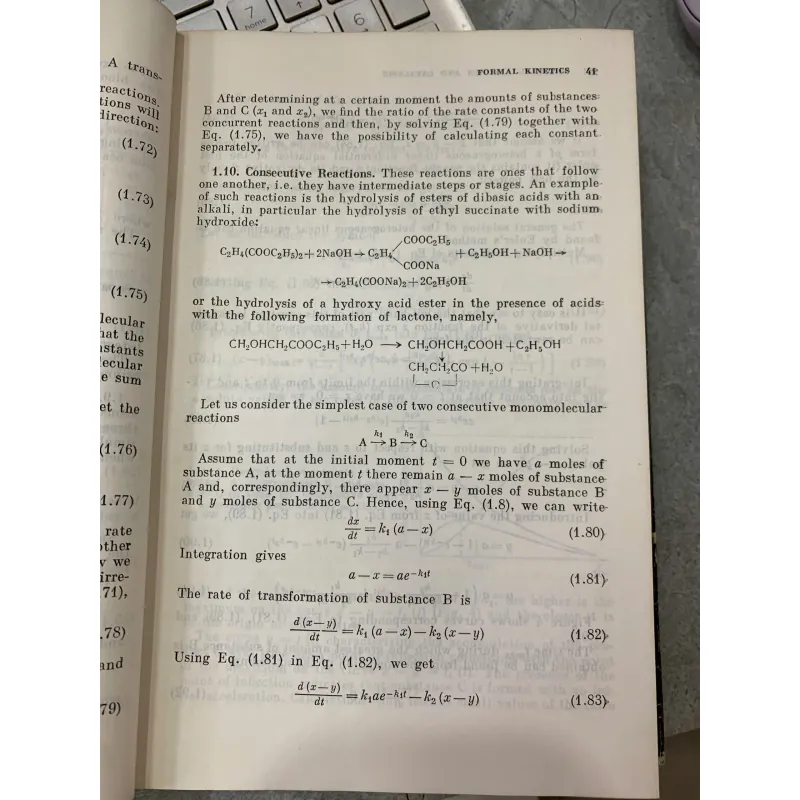 7
home
6
A trans-
reactions.
tions will
direction:
(1.72)
(1.73)
(1.74)
(1.75)
lecular
hat the
nstants
lecular
e sum
et the
(1.76)
1.77)
rate
other
v we
irre-
71),
.78)
and
79)
FORMAL KINETICS 41
After determining at a certain moment the amounts of substances
B and C (x₁ and x₂), we find the ratio of the rate constants of the two
concurrent reactions and then, by solving Eq. (1.79) together with
Eq. (1.75), we have the possibility of calculating each constant
separately.
1.10. Consecutive Reactions. These reactions are ones that follow
one another, i.e. they have intermediate steps or stages. An example
of such reactions is the hydrolysis of esters of dibasic acids with an
alkali, in particular the hydrolysis of ethyl succinate with sodium
hydroxide:
COOC₂H₅
C₂H₄(COOC₂H₅)₂+2NaOH→C₂H₄ +C₂H₅OH+NaOH→
COONa
→C₂H₄(COONa)₂+2C₂H₅OH
or the hydrolysis of a hydroxy acid ester in the presence of acids
with the following formation of lactone, namely,
CH₂OHCH₂COOC₂H₅+H₂O → CH₂OHCH₂COOH+C₂H₅OH
↓
CH₂CH₂CO+H₂O
O
Let us consider the simplest case of two consecutive monomolecular
reactions
A →k₁ B →k₂ C
Assume that at the initial moment t = 0 we have a moles of
substance A, at the moment t there remain a — x moles of substance
A and, correspondingly, there appear x — y moles of substance B
and y moles of substance C. Hence, using Eq. (1.8), we can write
dx/dt = k₁ (a — x) (1.80)
Integration gives
a — x = ae^(−k₁t) (1.81)
The rate of transformation of substance B is
d (x — y)/dt = k₁ (a — x) — k₂ (x — y) (1.82)
Using Eq. (1.81) in Eq. (1.82), we get
d (x — y)/dt = k₁ae^(−k₁t) — k₂ (x — y) (1.83)